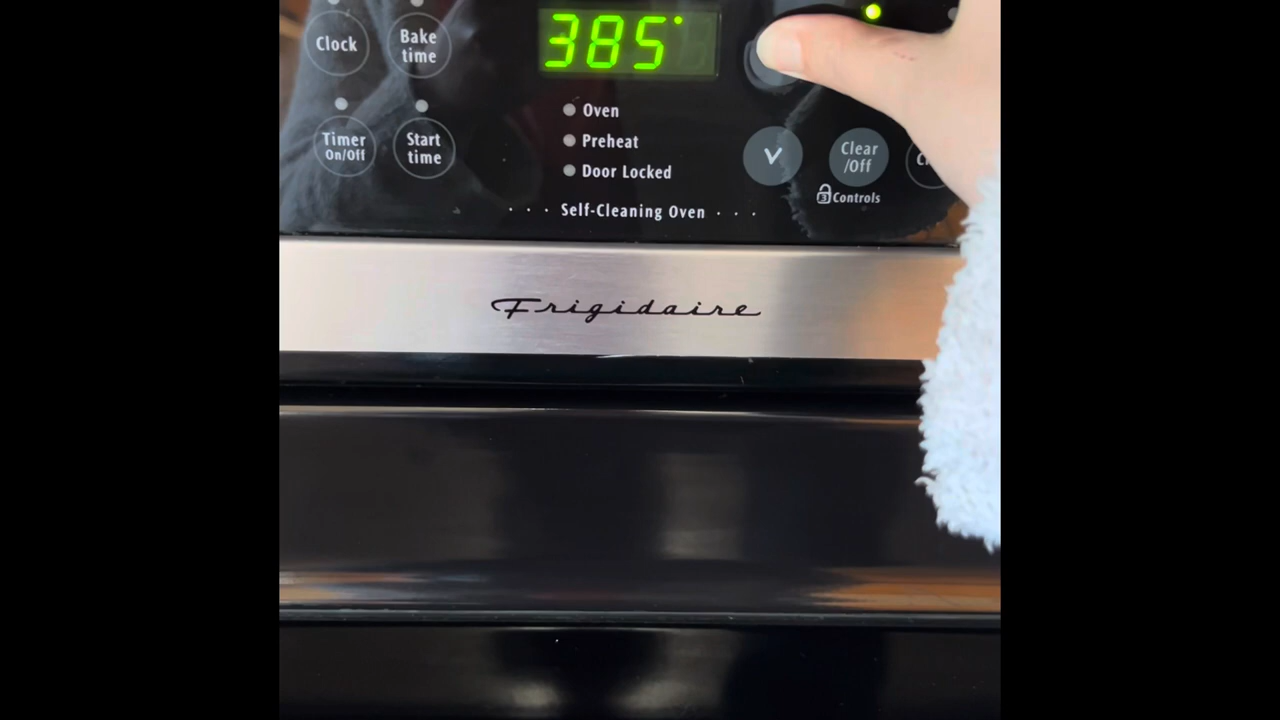 Clock
Bake
time
385°
Timer
On/Off
Start
time
Oven
Preheat
Door Locked
Clear
/Off
Controls
· · · Self-Cleaning Oven · · ·
Frigidaire